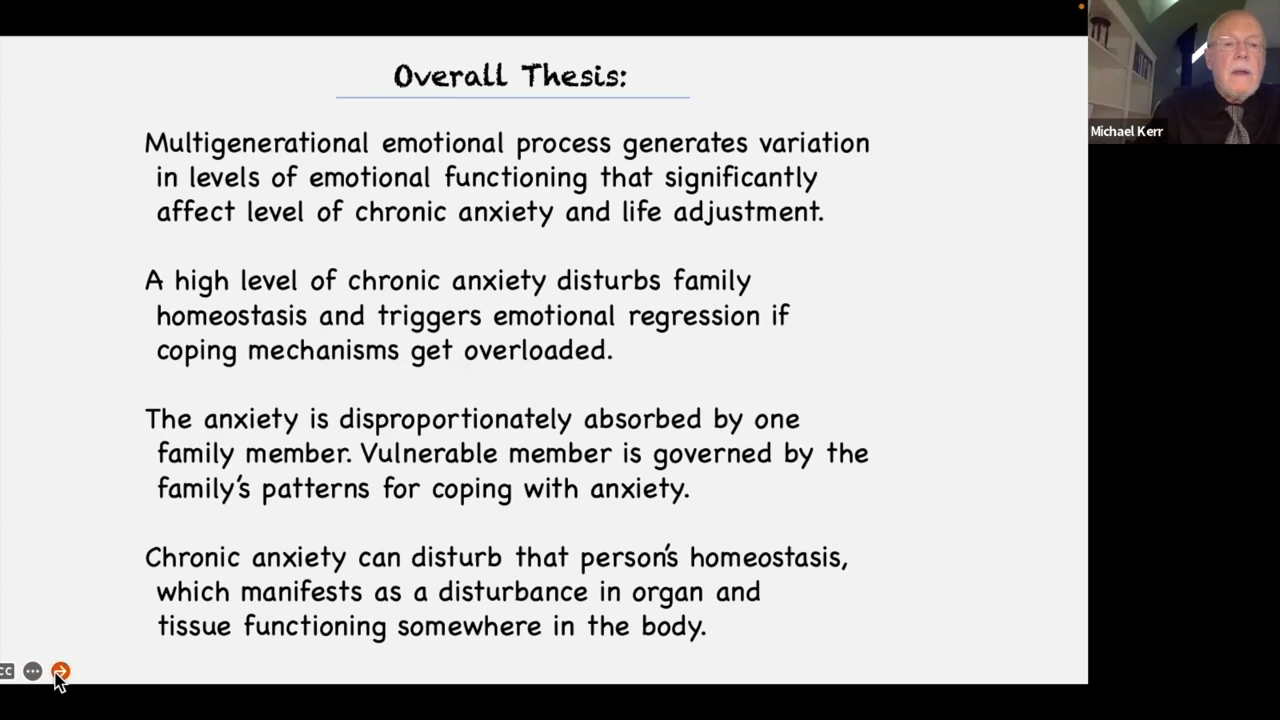 Overall Thesis:
Multigenerational emotional process generates variation
in levels of emotional functioning that significantly
affect level of chronic anxiety and life adjustment.
A high level of chronic anxiety disturbs family
homeostasis and triggers emotional regression if
coping mechanisms get overloaded.
The anxiety is disproportionately absorbed by one
family member. Vulnerable member is governed by the
family's patterns for coping with anxiety.
Chronic anxiety can disturb that person's homeostasis,
which manifests as a disturbance in organ and
tissue functioning somewhere in the body.
CC
Michael Kerr